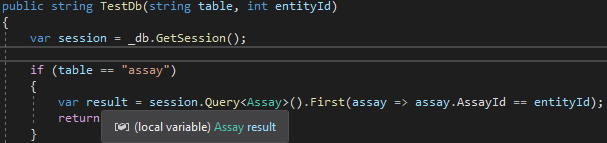 public string TestDb(string table, int entityId)
{
var session = _db.GetSession();
if (table == "assay")
{
var result = session.Query<Assay>().First(assay => assay.AssayId == entityId);
return
(local variable) Assay result
}